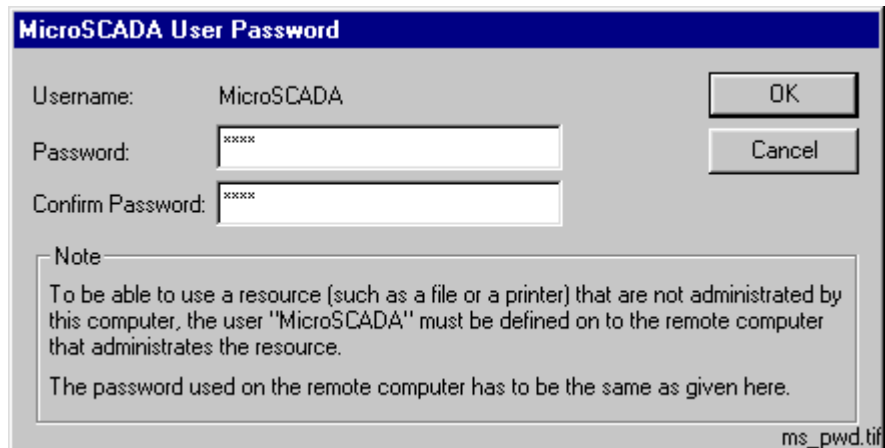 MicroSCADA User Password
Username: MicroSCADA
OK
Password: ****
Cancel
Confirm Password: ****
Note
To be able to use a resource (such as a file or a printer) that are not administrated by
this computer, the user "MicroSCADA" must be defined on to the remote computer
that administrates the resource.
The password used on the remote computer has to be the same as given here.
ms_pwd.tif